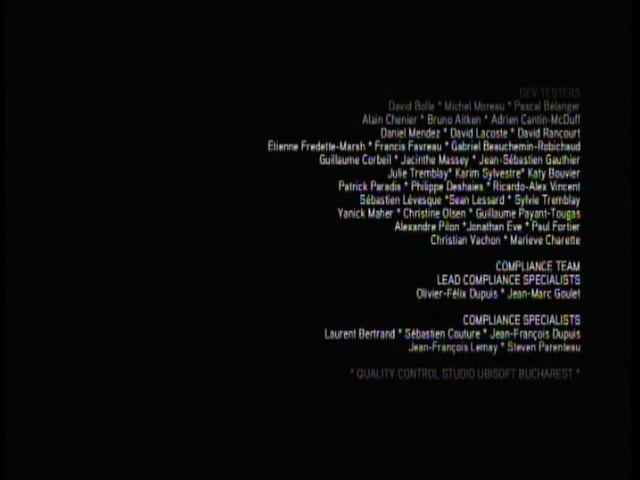 DEV TESTERS
David Bolle * Michel Moreau * Pascal Bélanger
Alain Chenier * Bruno Aitken * Adrien Cantin-McDuff
Daniel Mendez * David Lacoste * David Rancourt
Etienne Fredette-Marsh * Francis Favreau * Gabriel Beauchemin-Robichaud
Guillaume Corbeil * Jacinthe Massey * Jean-Sébastien Gauthier
Julie Tremblay* Karim Sylvestre* Katy Bouvier
Patrick Paradis * Philippe Deshaies * Ricardo-Alex Vincent
Sébastien Lévesque *Sean Lessard * Sylvie Tremblay
Yanick Maher * Christine Olsen * Guillaume Payant-Tougas
Alexandre Pilon *Jonathan Eve * Paul Fortier
Christian Vachon * Marieve Charette
COMPLIANCE TEAM
LEAD COMPLIANCE SPECIALISTS
Olivier-Félix Dupuis * Jean-Marc Goulet
COMPLIANCE SPECIALISTS
Laurent Bertrand * Sébastien Couture * Jean-François Dupuis
Jean-François Lemay * Steven Parenteau
* QUALITY CONTROL STUDIO UBISOFT BUCHAREST *